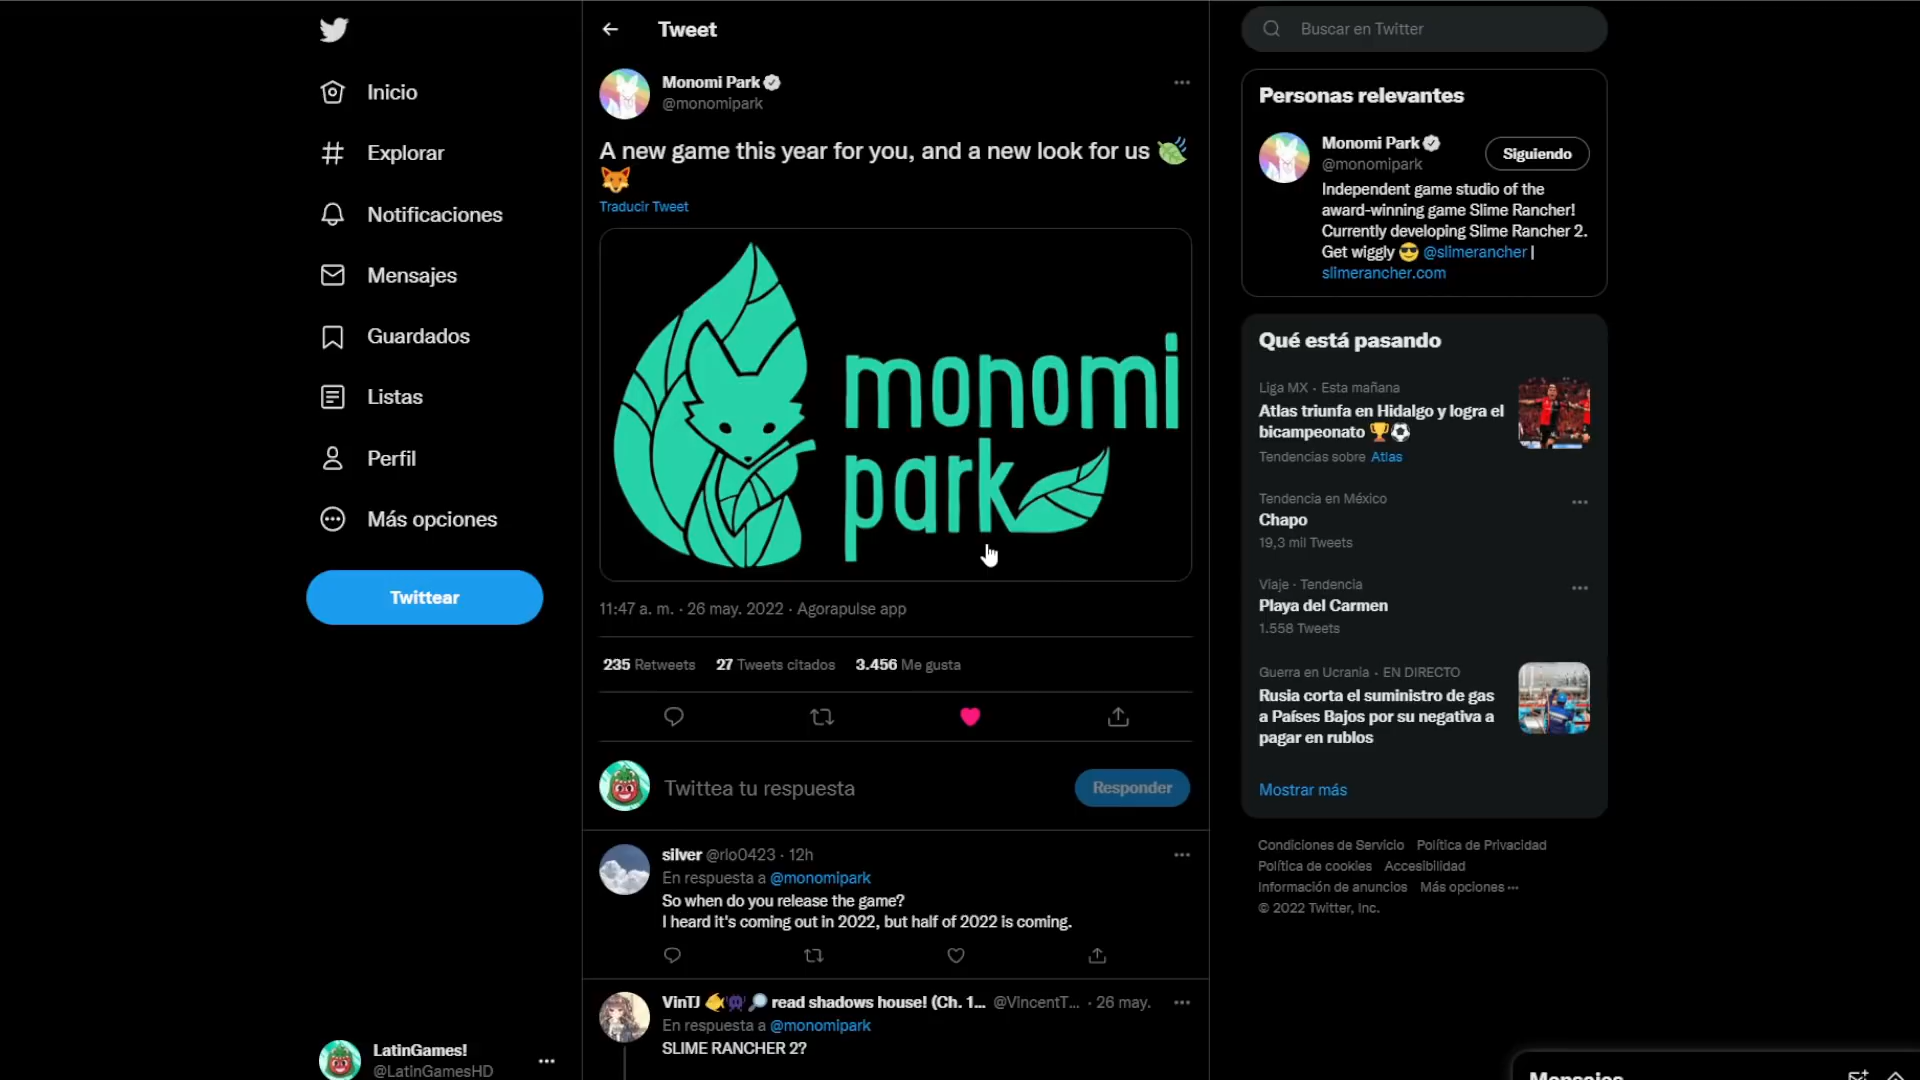 Inicio
Explorar
Notificaciones
Mensajes
Guardados
Listas
Perfil
Más opciones
Twittear
LatinGames!
@LatinGamesHD
Tweet
Monomi Park
@monomipark
A new game this year for you, and a new look for us 🍃
🦊
Traducir Tweet
monomi
park
11:47 a. m. · 26 may. 2022 · Agorapulse app
235 Retweets 27 Tweets citados 3.456 Me gusta
Twittea tu respuesta
Responder
silver @rlo0423 · 12h
En respuesta a @monomipark
So when do you release the game?
I heard it's coming out in 2022, but half of 2022 is coming.
VinTJ 🐠👾🔎 read shadows house! (Ch. 1... @VincentT... · 26 may.
En respuesta a @monomipark
SLIME RANCHER 2?
Buscar en Twitter
Personas relevantes
Monomi Park
@monomipark
Siguiendo
Independent game studio of the
award-winning game Slime Rancher!
Currently developing Slime Rancher 2.
Get wiggly 😎 @slimerancher |
slimerancher.com
Qué está pasando
Liga MX · Esta mañana
Atlas triunfa en Hidalgo y logra el
bicampeonato 🏆⚽
Tendencias sobre Atlas
Tendencia en México
Chapo
19,3 mil Tweets
Viaje · Tendencia
Playa del Carmen
1.558 Tweets
Guerra en Ucrania · EN DIRECTO
Rusia corta el suministro de gas
a Países Bajos por su negativa a
pagar en rublos
Mostrar más
Condiciones de Servicio Política de Privacidad
Política de cookies Accesibilidad
Información de anuncios Más opciones ···
© 2022 Twitter, Inc.
Mensajes